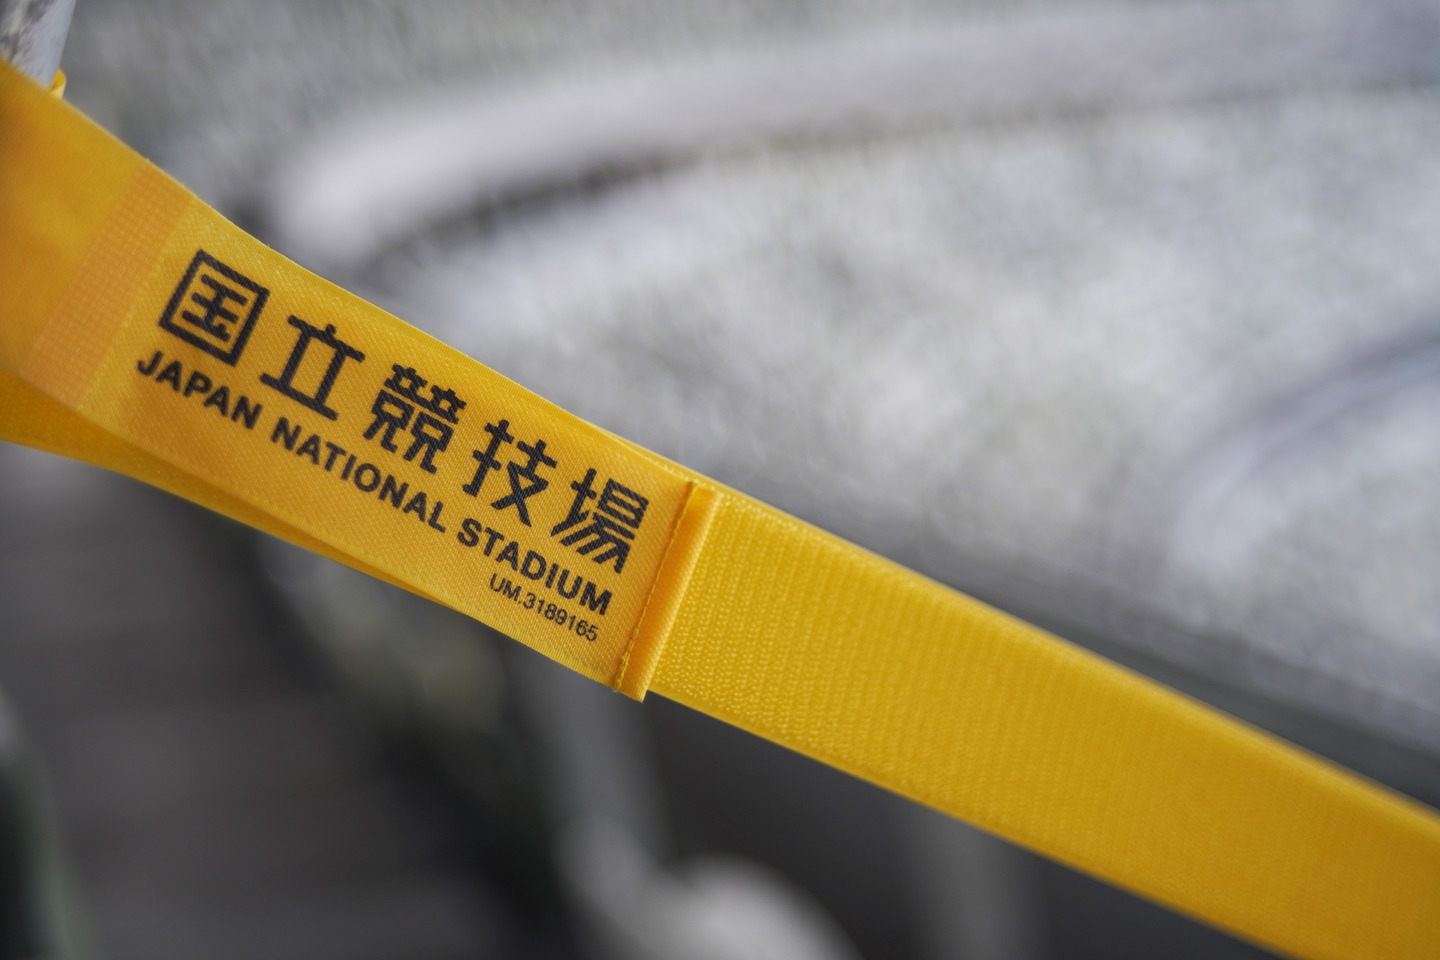 国立競技場
JAPAN NATIONAL STADIUM
UM.3189165